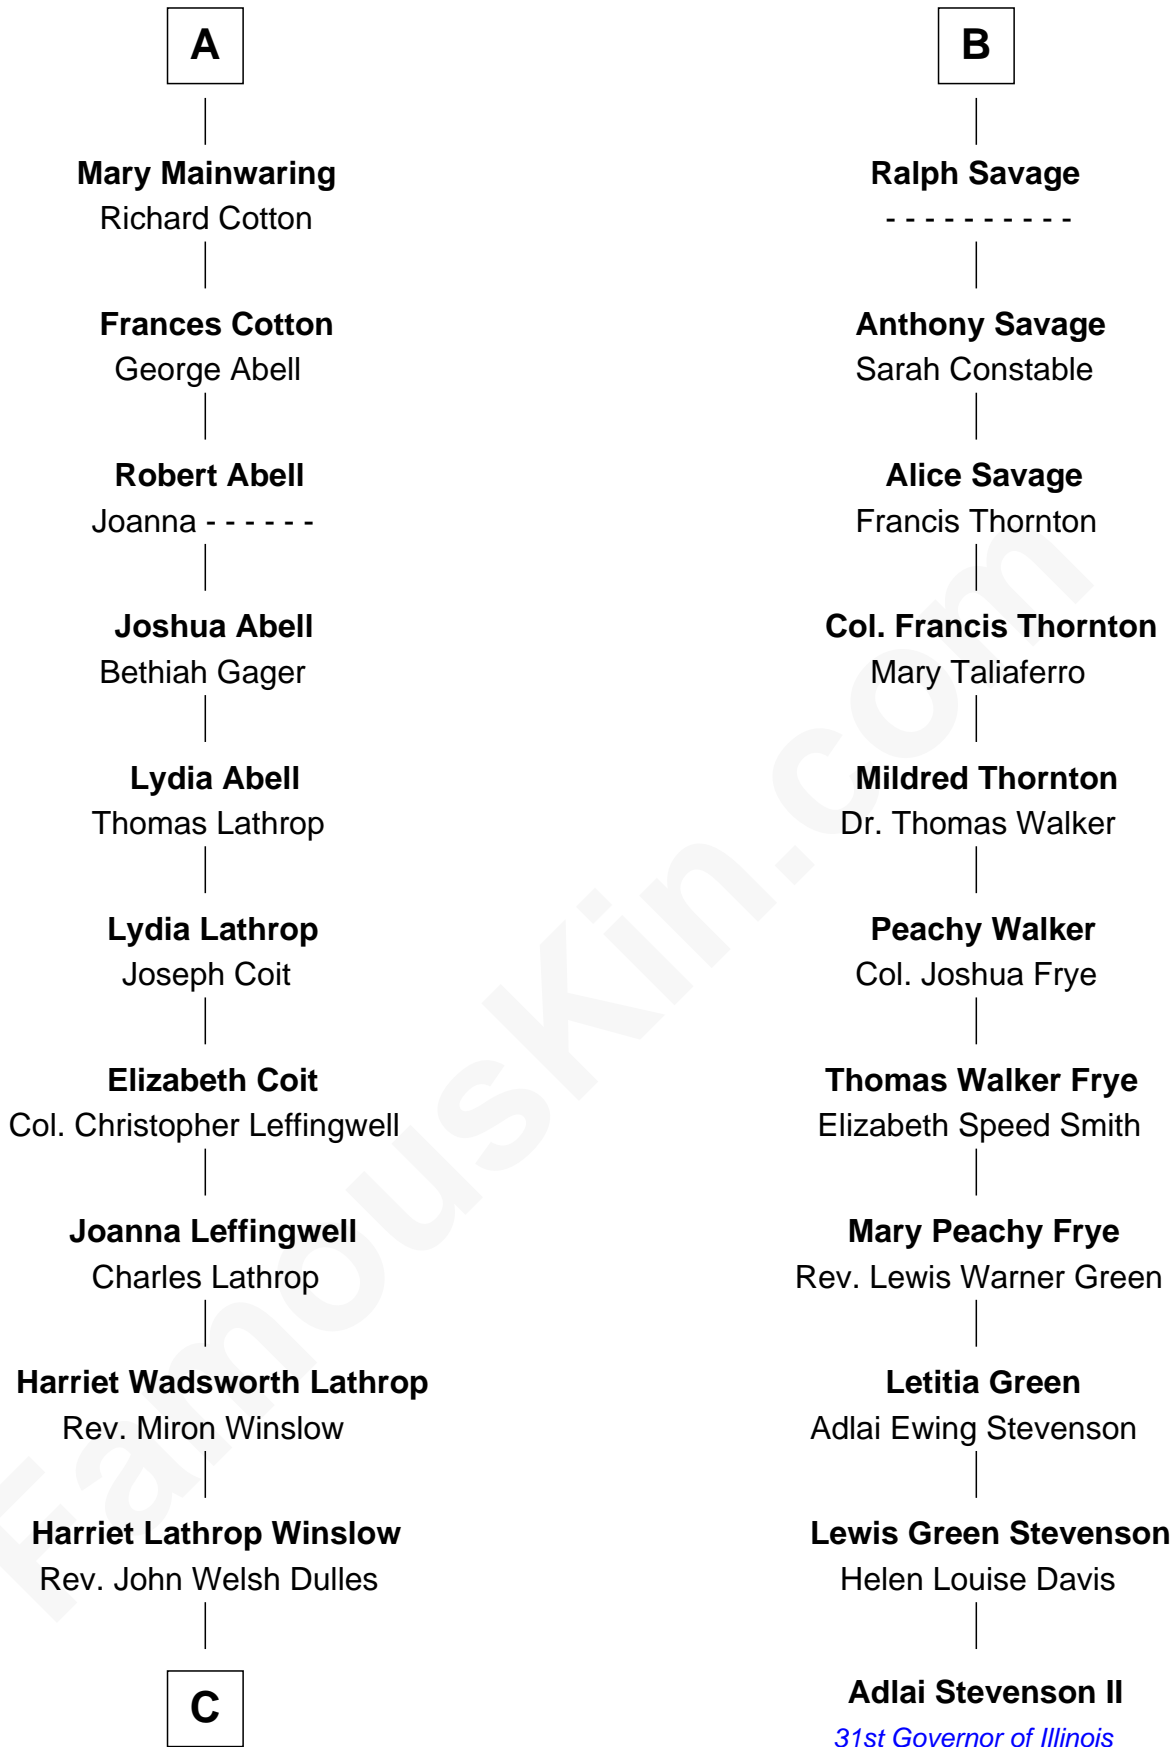 A
Mary Mainwaring
Richard Cotton
Frances Cotton
George Abell
Robert Abell
Joanna - - - - - -
Joshua Abell
Bethiah Gager
Lydia Abell
Thomas Lathrop
Lydia Lathrop
Joseph Coit
Elizabeth Coit
Col. Christopher Leffingwell
Joanna Leffingwell
Charles Lathrop
Harriet Wadsworth Lathrop
Rev. Miron Winslow
Harriet Lathrop Winslow
Rev. John Welsh Dulles
C
B
Ralph Savage
- - - - - - - - - -
Anthony Savage
Sarah Constable
Alice Savage
Francis Thornton
Col. Francis Thornton
Mary Taliaferro
Mildred Thornton
Dr. Thomas Walker
Peachy Walker
Col. Joshua Frye
Thomas Walker Frye
Elizabeth Speed Smith
Mary Peachy Frye
Rev. Lewis Warner Green
Letitia Green
Adlai Ewing Stevenson
Lewis Green Stevenson
Helen Louise Davis
Adlai Stevenson II
31st Governor of Illinois
FamousKin.com